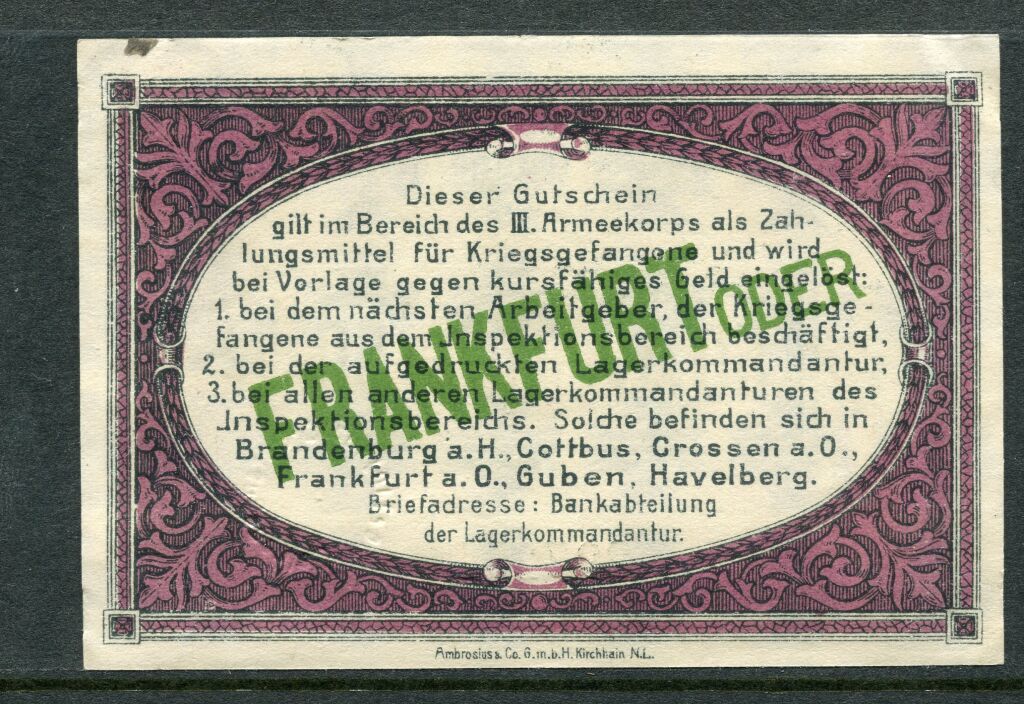 Dieser Gutschein
gilt im Bereich des III. Armeekorps als Zah-
lungsmittel für Kriegsgefangene und wird
bei Vorlage gegen kursfähiges Geld eingelöst:
1. bei dem nächsten Arbeitgeber, der Kriegsge-
fangene aus dem Inspektionsbereich beschäftigt,
2. bei der aufgedruckten Lagerkommandantur,
3. bei allen anderen Lagerkommandanturen des
Inspektionsbereichs. Solche befinden sich in
Brandenburg a.H., Cottbus, Crossen a.O.,
Frankfurt a.O., Guben, Havelberg.
Briefadresse: Bankabteilung
der Lagerkommandantur.
FRANKFURT ODER
Ambrosius & Co. G.m.b.H. Kirchhain N.L.